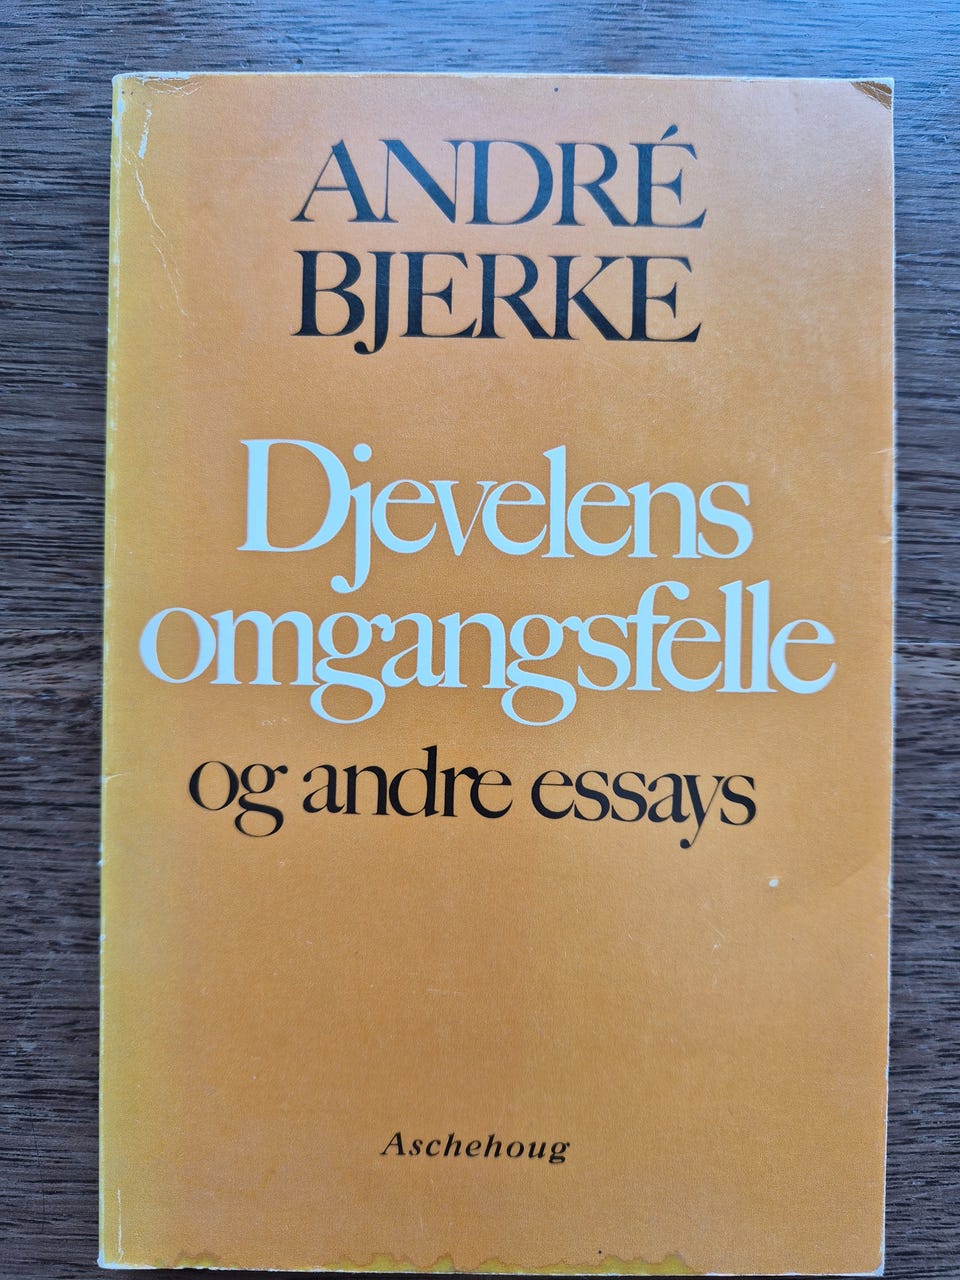 ANDRÉ
BJERKE
Djevelens
omgangsfelle
og andre essays
Aschehoug